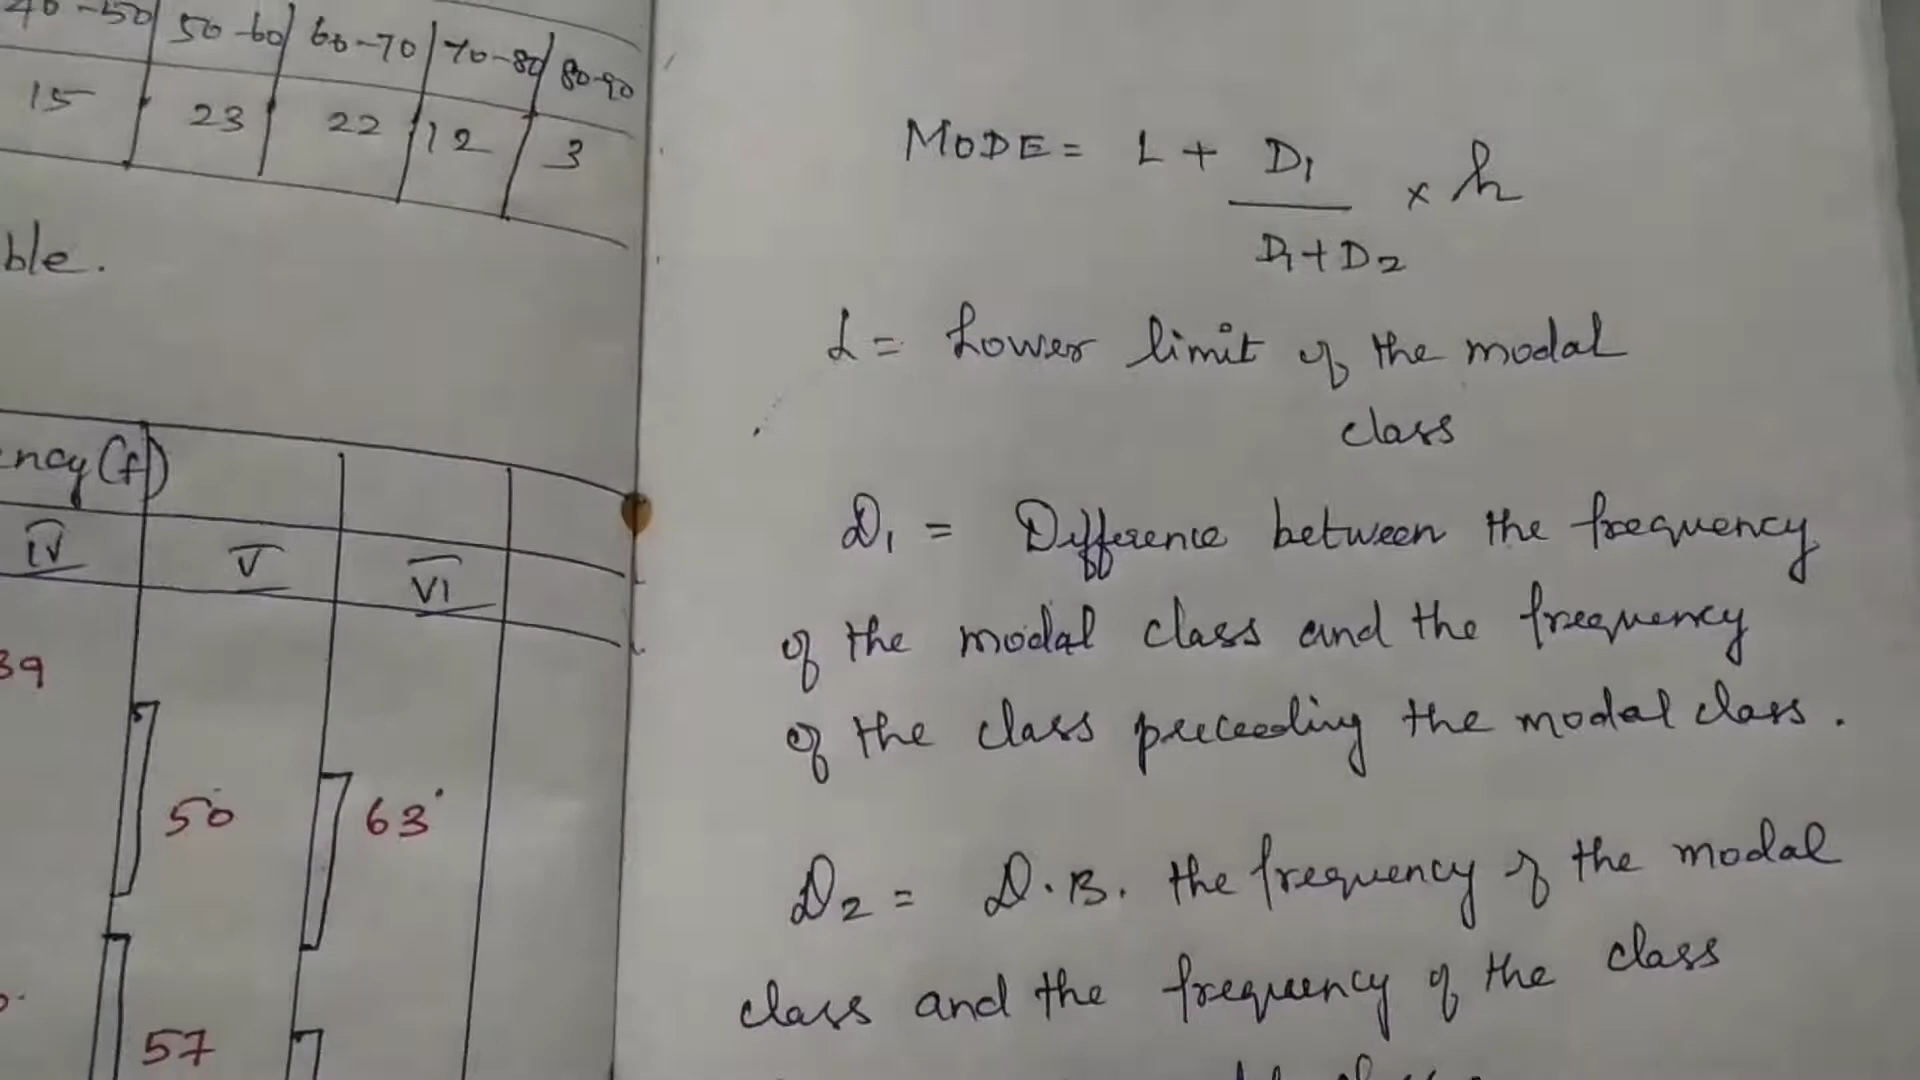 40-50 50-60 60-70 70-80 80-90
15 23 22 12 3
ble.
ency (f)
IV V VI
39
50 63
57
MODE = L + D1
× h
D1+D2
L = Lower limit of the modal
class
D1 = Difference between the frequency
of the modal class and the frequency
of the class preceeding the modal class.
D2 = D.B. the frequency of the modal
class and the frequency of the class